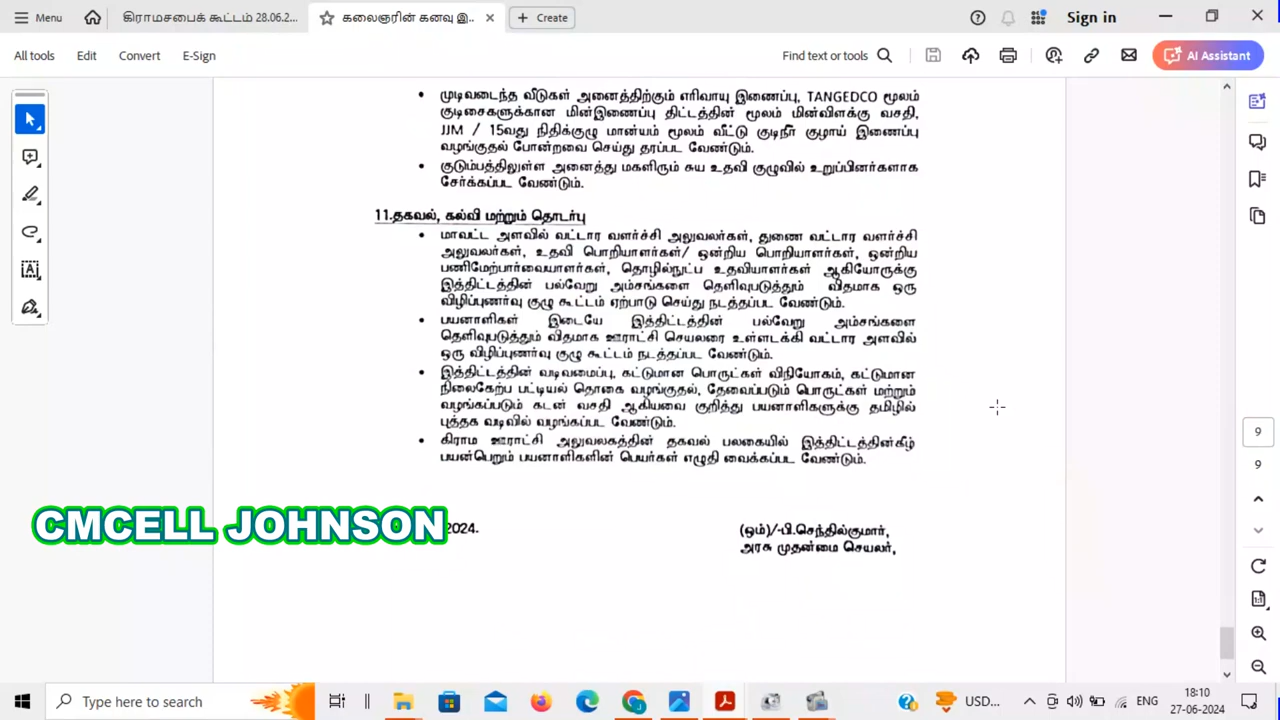 Menu
கிராமசபைக் கூட்டம் 28.06.2...
கலைஞரின் கனவு இ...
Create
Sign in
All tools
Edit
Convert
E-Sign
Find text or tools
AI Assistant
முடிவடைந்த வீடுகள் அனைத்திற்கும் எரிவாயு இணைப்பு, TANGEDCO மூலம்
குடிசைகளுக்கான மின்இணைப்பு திட்டத்தின் மூலம் மின்விளக்கு வசதி,
JJM / 15வது நிதிக்குழு மான்யம் மூலம் வீட்டு குடிநீர் குழாய் இணைப்பு
வழங்குதல் போன்றவை செய்து தரப்பட வேண்டும்.
குடும்பத்திலுள்ள அனைத்து மகளிரும் சுய உதவி குழுவில் உறுப்பினர்களாக
சேர்க்கப்பட வேண்டும்.
11.தகவல், கல்வி மற்றும் தொடர்பு
மாவட்ட அளவில் வட்டார வளர்ச்சி அலுவலர்கள், துணை வட்டார வளர்ச்சி
அலுவலர்கள், உதவி பொறியாளர்கள்/ ஒன்றிய பொறியாளர்கள், ஒன்றிய
பணிமேற்பார்வையாளர்கள், தொழில்நுட்ப உதவியாளர்கள் ஆகியோருக்கு
இத்திட்டத்தின் பல்வேறு அம்சங்களை தெளிவுபடுத்தும் விதமாக ஒரு
விழிப்புணர்வு குழு கூட்டம் ஏற்பாடு செய்து நடத்தப்பட வேண்டும்.
பயனாளிகள் இடையே இத்திட்டத்தின் பல்வேறு அம்சங்களை
தெளிவுபடுத்தும் விதமாக ஊராட்சி செயலரை உள்ளடக்கி வட்டார அளவில்
ஒரு விழிப்புணர்வு குழு கூட்டம் நடத்தப்பட வேண்டும்.
இத்திட்டத்தின் வடிவமைப்பு, கட்டுமான பொருட்கள் விநியோகம், கட்டுமான
நிலைகேற்ப பட்டியல் தொகை வழங்குதல், தேவைப்படும் பொருட்கள் மற்றும்
வழங்கப்படும் கடன் வசதி ஆகியவை குறித்து பயனாளிகளுக்கு தமிழில்
புத்தக வடிவில் வழங்கப்பட வேண்டும்.
கிராம ஊராட்சி அலுவலகத்தின் தகவல் பலகையில் இத்திட்டத்தின்கீழ்
பயன்பெறும் பயனாளிகளின் பெயர்கள் எழுதி வைக்கப்பட வேண்டும்.
9
9
CMCELL JOHNSON
2024.
(ஒம்)/-பி.செந்தில்குமார்,
அரசு முதன்மை செயலர்,
Type here to search
USD...
ENG
18:10
27-06-2024